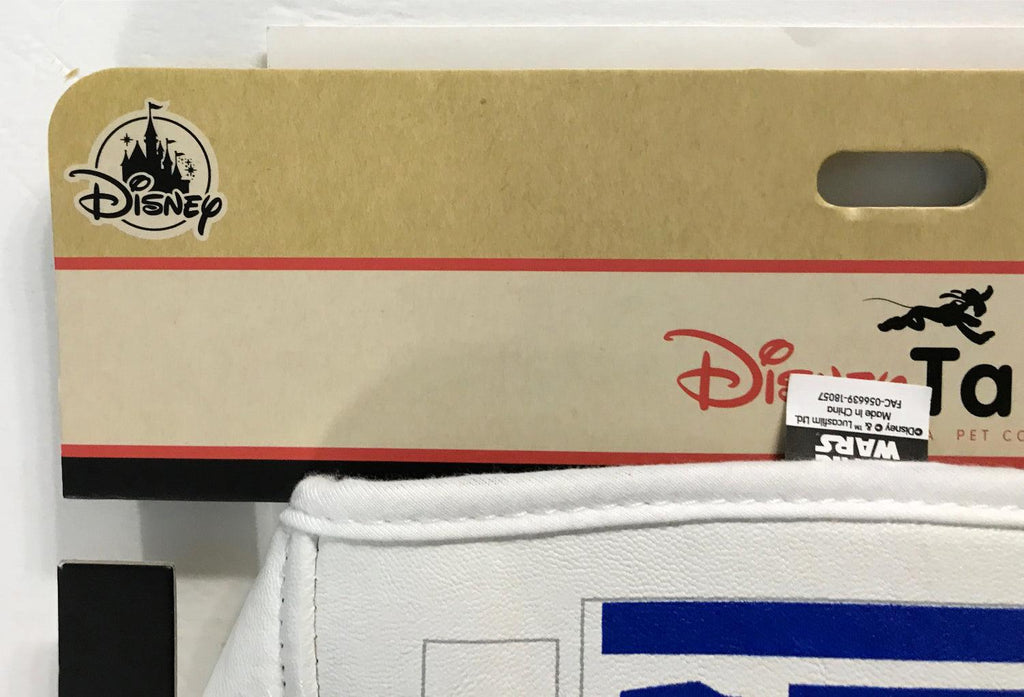 Disney
Disney Ta
A PET CO
FAC-056639-18057
Made in China
©Disney © & ™ Lucasfilm Ltd.
WARS